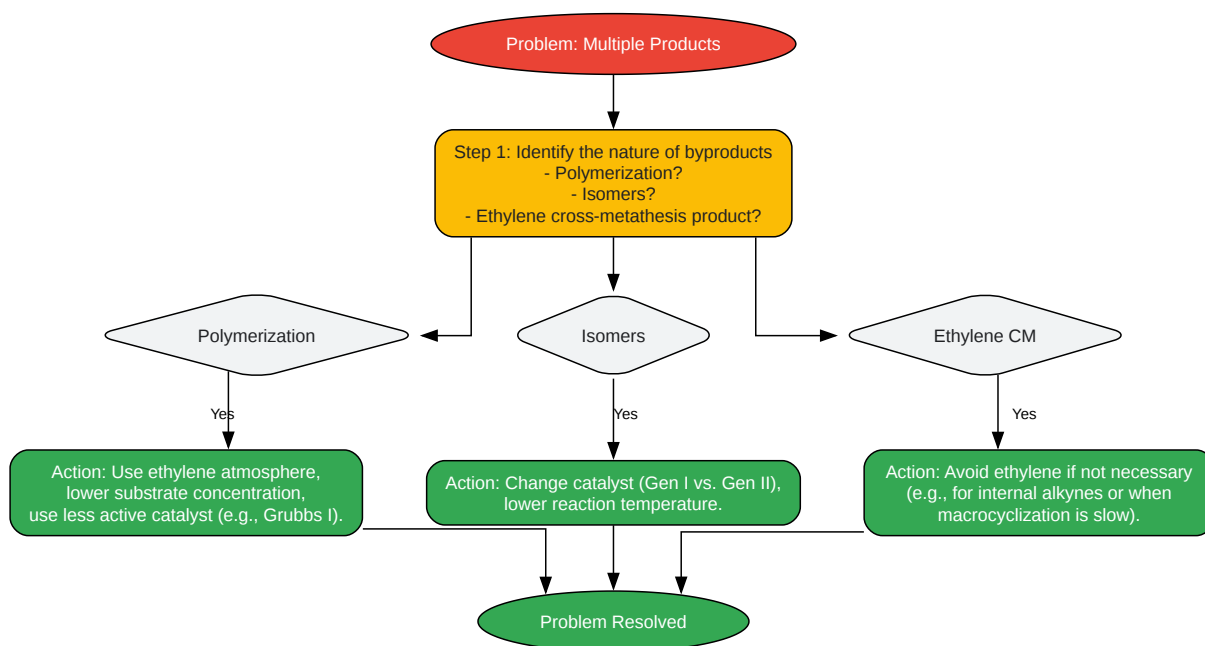 Problem: Multiple Products
Step 1: Identify the nature of byproducts
- Polymerization?
- Isomers?
- Ethylene cross-metathesis product?
Polymerization
Isomers
Ethylene CM
Yes
Yes
Yes
Action: Use ethylene atmosphere,
lower substrate concentration,
use less active catalyst (e.g., Grubbs I).
Action: Change catalyst (Gen I vs. Gen II),
lower reaction temperature.
Action: Avoid ethylene if not necessary
(e.g., for internal alkynes or when
macrocyclization is slow).
Problem Resolved